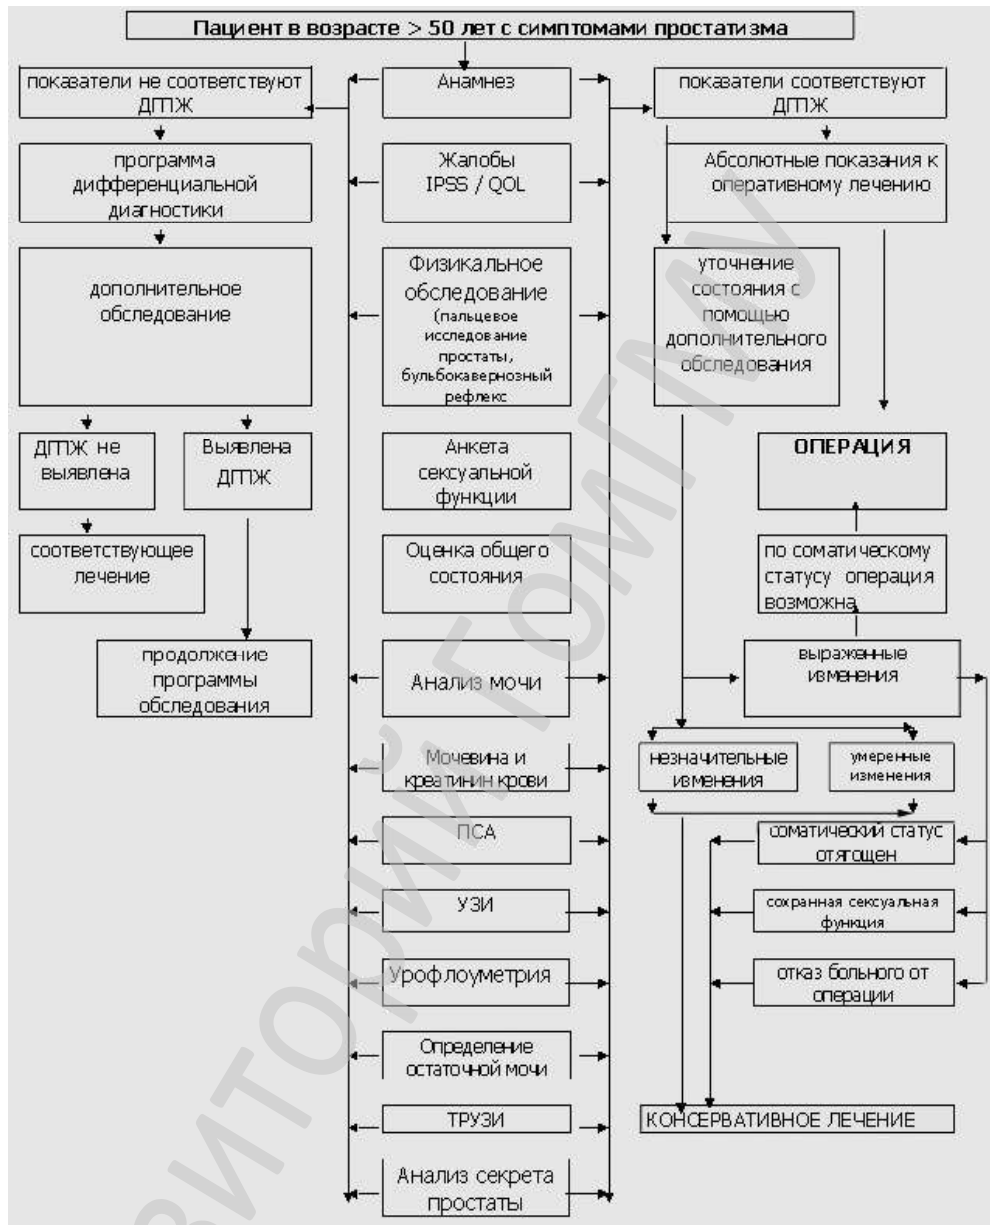 Пациент в возрасте > 50 лет с симптомами простатизма
показатели не соответствуют
ДГПЖ
программа
дифференциальной
диагностики
дополнительное
обследование
ДГПЖ не
выявлена
Выявлена
ДГПЖ
соответствующее
лечение
продолжение
программы
обследования
Анамнез
Жалобы
IPSS / QOL
Физикальное
обследование
(пальцевое
исследование
простаты,
бульбокавернозный
рефлекс
Анкета
сексуальной
функции
Оценка общего
состояния
Анализ мочи
Мочевина и
креатинин крови
ПСА
УЗИ
Урофлоуметрия
Определение
остаточной мочи
ТРУЗИ
Анализ секрета
простаты
показатели соответствуют
ДГПЖ
Абсолютные показания к
оперативному лечению
уточнение
состояния с
помощью
дополнительного
обследования
ОПЕРАЦИЯ
по соматическому
статусу операция
возможна
выраженные
изменения
незначительные
изменения
умеренные
изменения
соматический статус
отягощен
сохранная сексуальная
функция
отказ больного от
операции
КОНСЕРВАТИВНОЕ ЛЕЧЕНИЕ
зиторий ГомГМУ